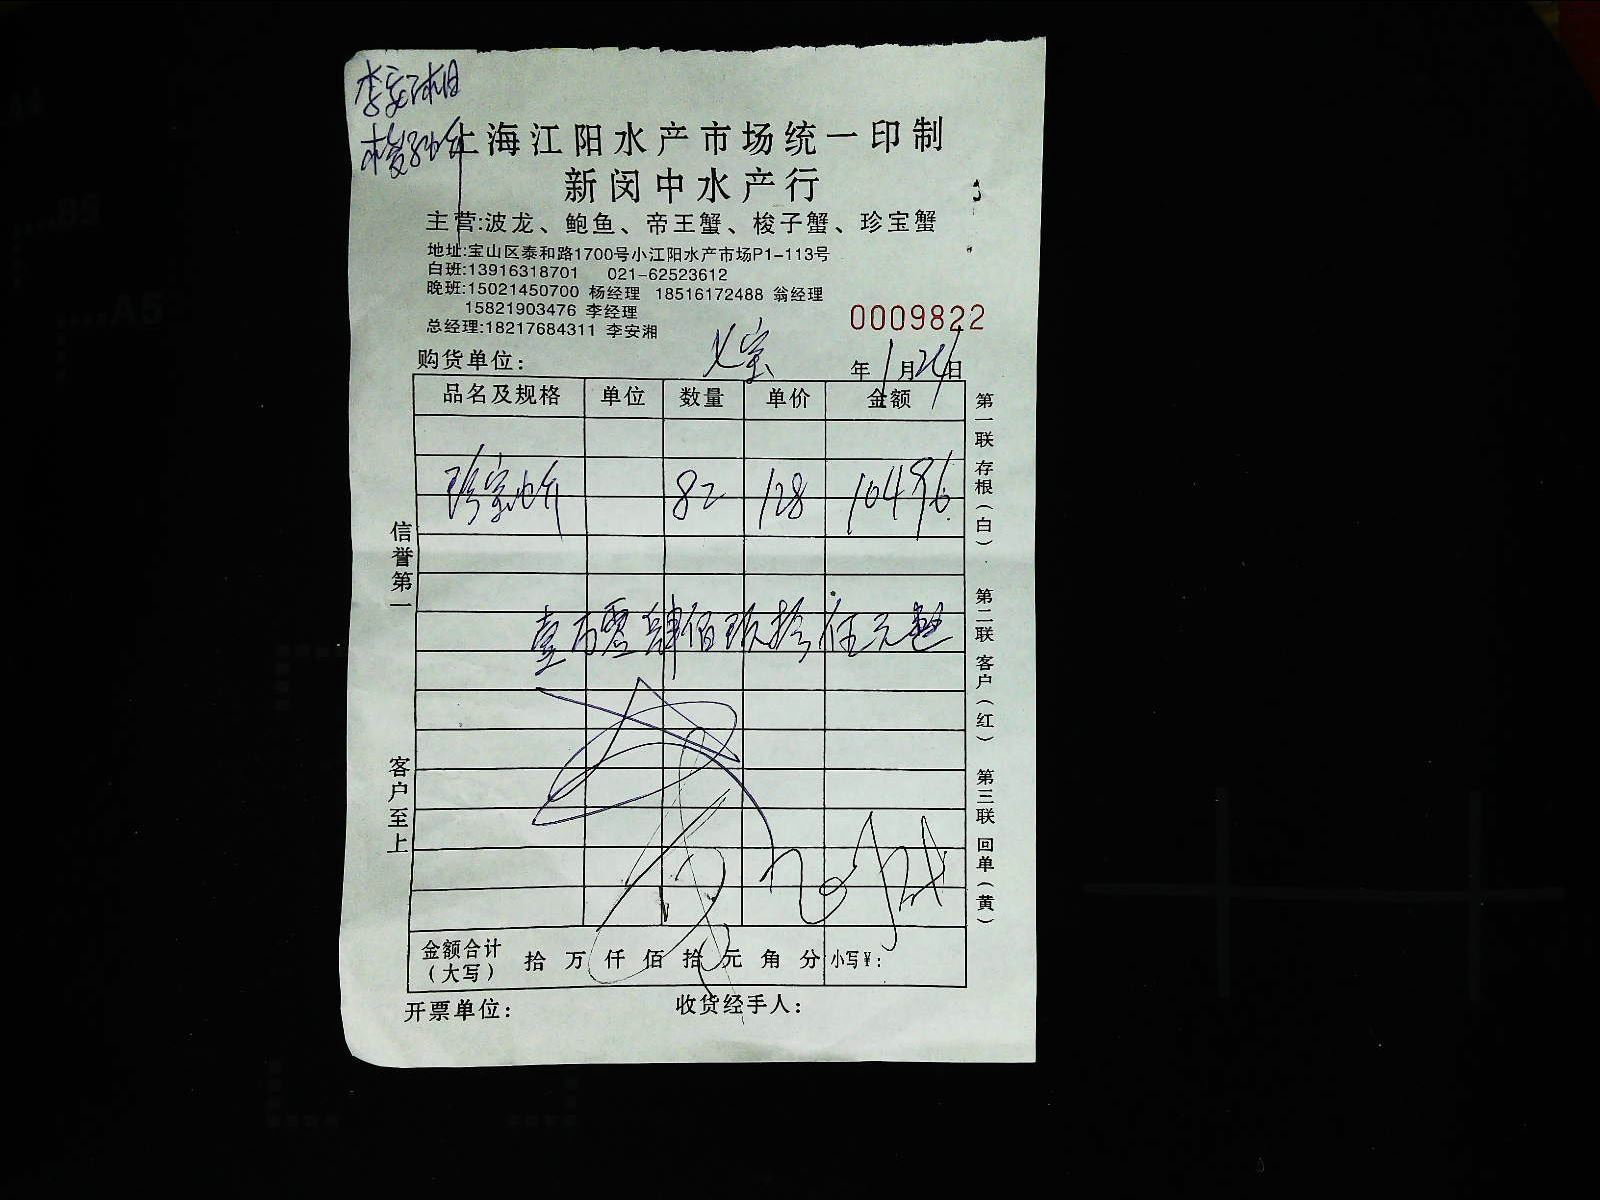 李安湘
上海江阳水产市场统一印制
新闵中水产行
主营:波龙、鲍鱼、帝王蟹、梭子蟹、珍宝蟹
地址:宝山区泰和路1700号小江阳水产市场P1-113号
白班:13916318701 021-62523612
晚班:15021450700 杨经理 18516172488 翁经理
15821903476 李经理
总经理:18217684311 李安湘
0009822
购货单位: 七宝 年1月24日
品名及规格 单位 数量 单价 金额
珍宝 82 128 10496
壹万零肆佰玖拾 元
金额合计
(大写)
拾 万 仟 佰 拾 元 角 分 小写¥:
开票单位: 收货经手人:
信誉第一
客户至上
第一联 存根(白)
第二联 客户(红)
第三联 回单(黄)